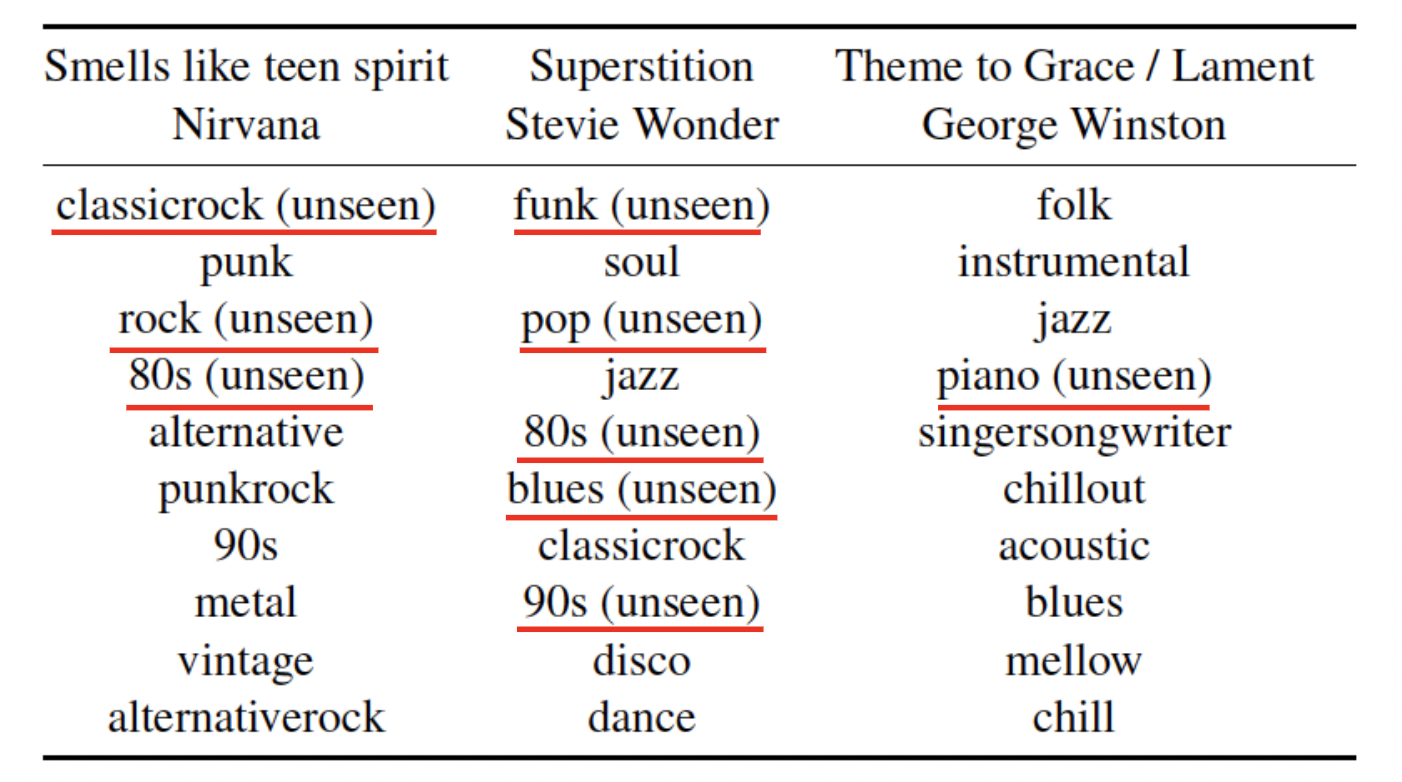 Smells like teen spirit Superstition Theme to Grace / Lament
Nirvana Stevie Wonder George Winston
classicrock (unseen) funk (unseen) folk
punk soul instrumental
rock (unseen) pop (unseen) jazz
80s (unseen) jazz piano (unseen)
alternative 80s (unseen) singersongwriter
punkrock blues (unseen) chillout
90s classicrock acoustic
metal 90s (unseen) blues
vintage disco mellow
alternativerock dance chill